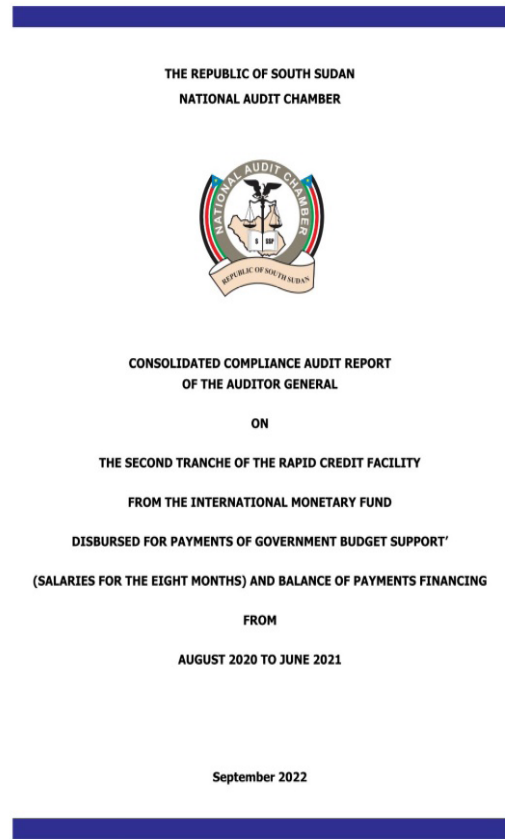 THE REPUBLIC OF SOUTH SUDAN
NATIONAL AUDIT CHAMBER
NATIONAL AUDIT CHAMBER
S SSP
REPUBLIC OF SOUTH SUDAN
CONSOLIDATED COMPLIANCE AUDIT REPORT
OF THE AUDITOR GENERAL
ON
THE SECOND TRANCHE OF THE RAPID CREDIT FACILITY
FROM THE INTERNATIONAL MONETARY FUND
DISBURSED FOR PAYMENTS OF GOVERNMENT BUDGET SUPPORT’
(SALARIES FOR THE EIGHT MONTHS) AND BALANCE OF PAYMENTS FINANCING
FROM
AUGUST 2020 TO JUNE 2021
September 2022